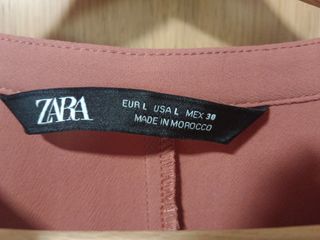 ZARA
EUR L USA L MEX 30
MADE IN MOROCCO